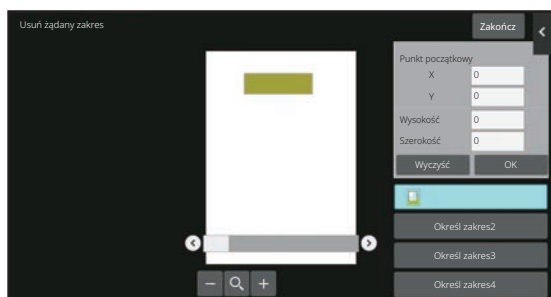 Usuń żądany zakres
Zakończ
Punkt początkowy
X 0
Y 0
Wysokość 0
Szerokość 0
Wyczyść OK
Określ zakres2
Określ zakres3
Określ zakres4